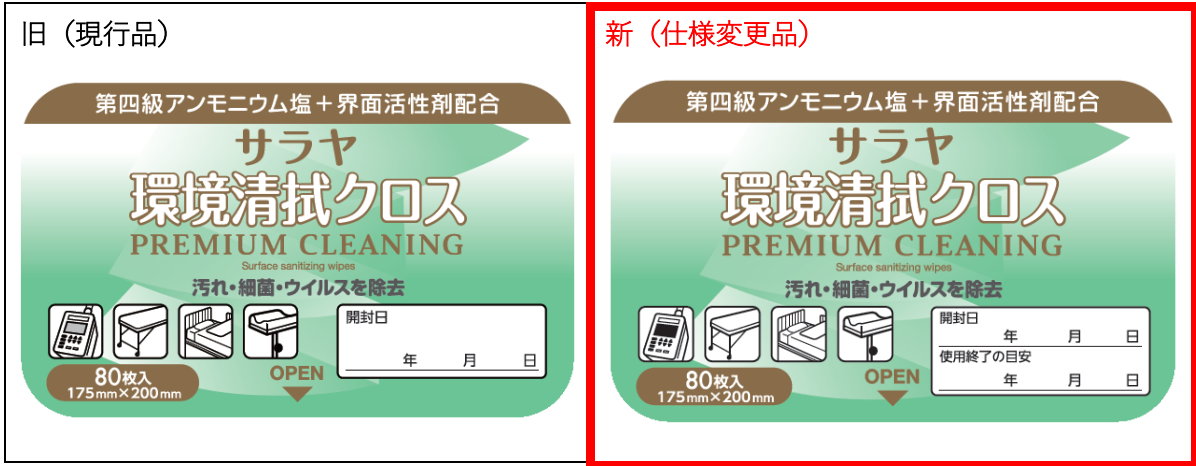 旧（現行品）
第四級アンモニウム塩＋界面活性剤配合
サラヤ
環境清拭クロス
PREMIUM CLEANING
Surface sanitizing wipes
汚れ・細菌・ウイルスを除去
開封日
年 月 日
80枚入
175mm×200mm
OPEN
新（仕様変更品）
第四級アンモニウム塩＋界面活性剤配合
サラヤ
環境清拭クロス
PREMIUM CLEANING
Surface sanitizing wipes
汚れ・細菌・ウイルスを除去
開封日
年 月 日
使用終了の目安
年 月 日
80枚入
175mm×200mm
OPEN